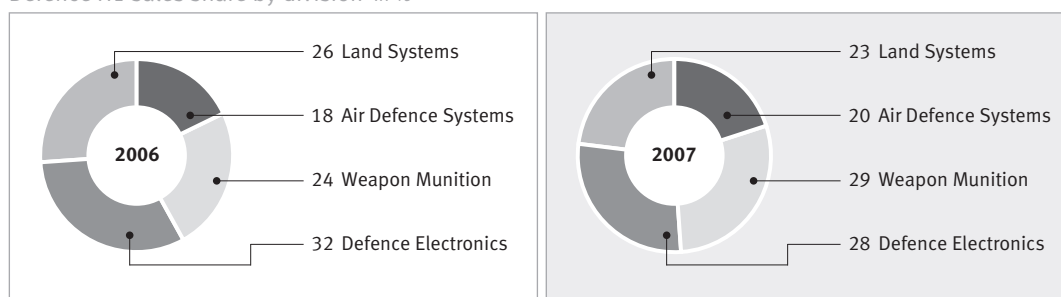 26 Land Systems
18 Air Defence Systems
2006
24 Weapon Munition
32 Defence Electronics
23 Land Systems
20 Air Defence Systems
2007
29 Weapon Munition
28 Defence Electronics